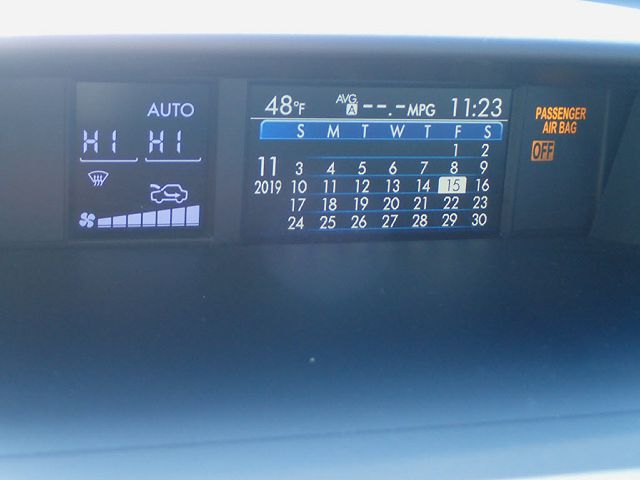 AUTO
HI HI
48°F AVG. A --.- MPG 11:23
S M T W T F S
1 2
11 3 4 5 6 7 8 9
2019 10 11 12 13 14 15 16
17 18 19 20 21 22 23
24 25 26 27 28 29 30
PASSENGER
AIR BAG
OFF